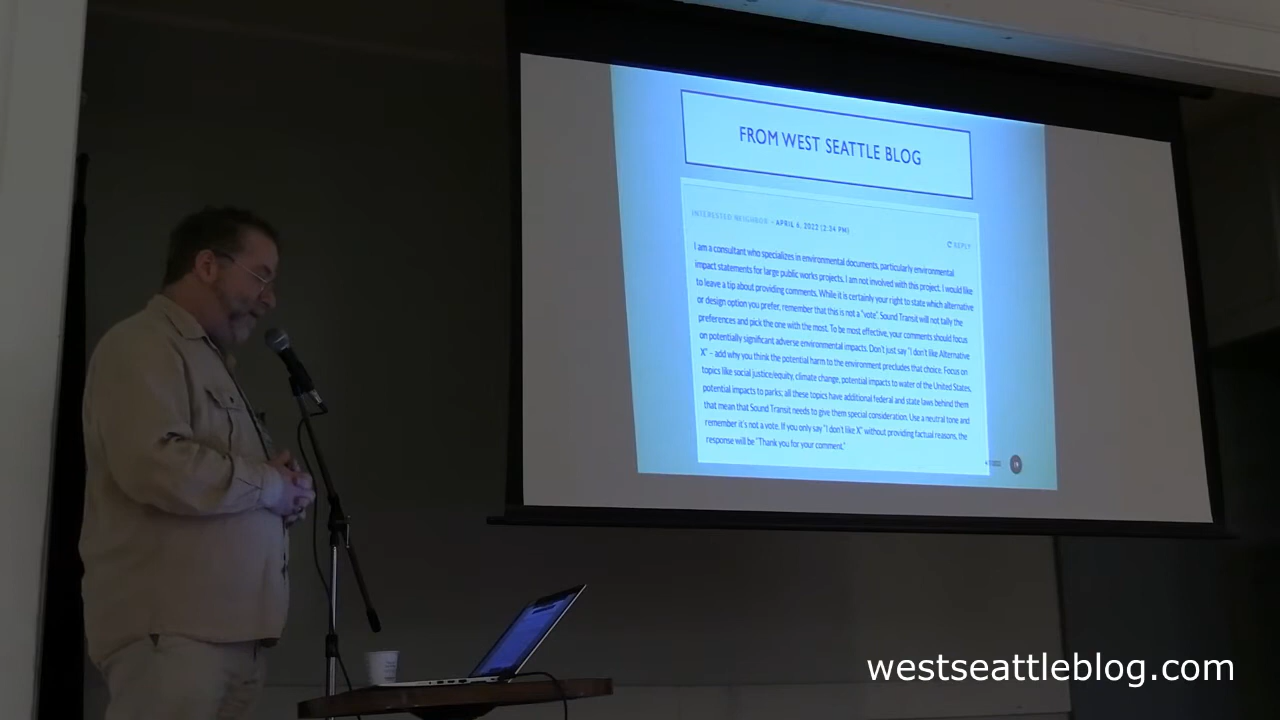 FROM WEST SEATTLE BLOG
INTERESTED NEIGHBOR - APRIL 6, 2022 (2:34 PM)
REPLY
I am a consultant who specializes in environmental documents, particularly environmental
impact statements for large public works projects. I am not involved with this project. I would like
to leave a tip about providing comments. While it is certainly your right to state which alternative
or design option you prefer, remember that this is not a "vote". Sound Transit will not tally the
preferences and pick the one with the most. To be most effective, your comments should focus
on potentially significant adverse environmental impacts. Don't just say "I don't like Alternative
X" – add why you think the potential harm to the environment precludes that choice. Focus on
topics like social justice/equity, climate change, potential impacts to water of the United States,
potential impacts to parks; all these topics have additional federal and state laws behind them
that mean that Sound Transit needs to give them special consideration. Use a neutral tone and
remember it's not a vote. If you only say "I don't like X" without providing factual reasons, the
response will be "Thank you for your comment."
westseattleblog.com